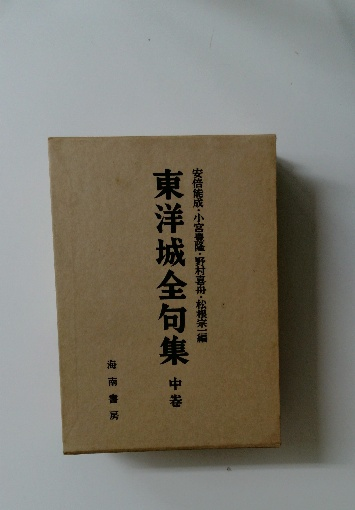 安倍能成・小宮豊隆・野村喜舟・松根宗一編
東洋城全句集 中巻
海南書房